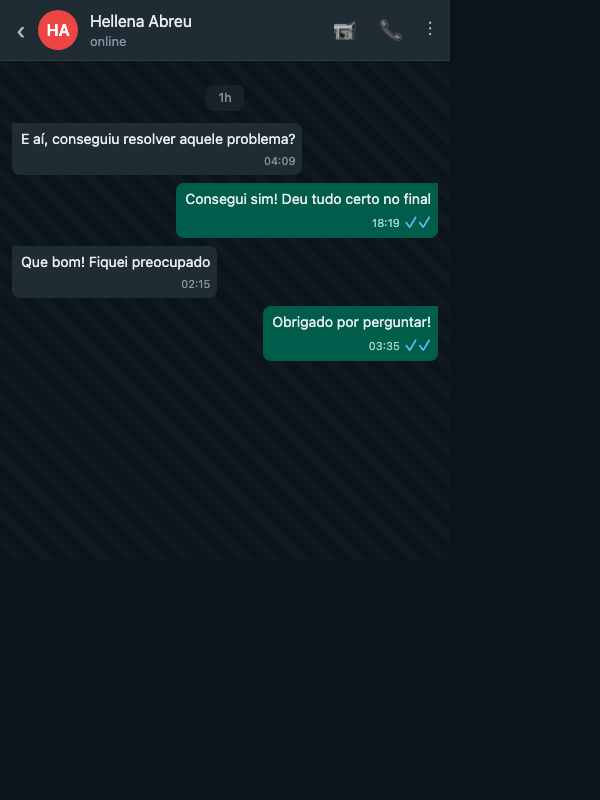 HA
Hellena Abreu
online
1h
E aí, conseguiu resolver aquele problema?
04:09
Consegui sim! Deu tudo certo no final
18:19
Que bom! Fiquei preocupado
02:15
Obrigado por perguntar!
03:35